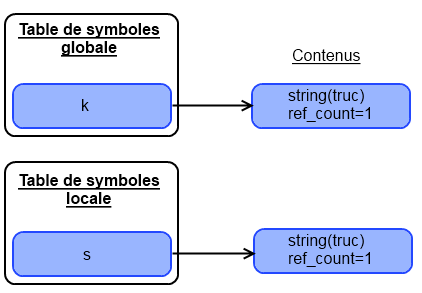 Table de symboles
globale
Contenus
k
string(truc)
ref_count=1
Table de symboles
locale
s
string(truc)
ref_count=1